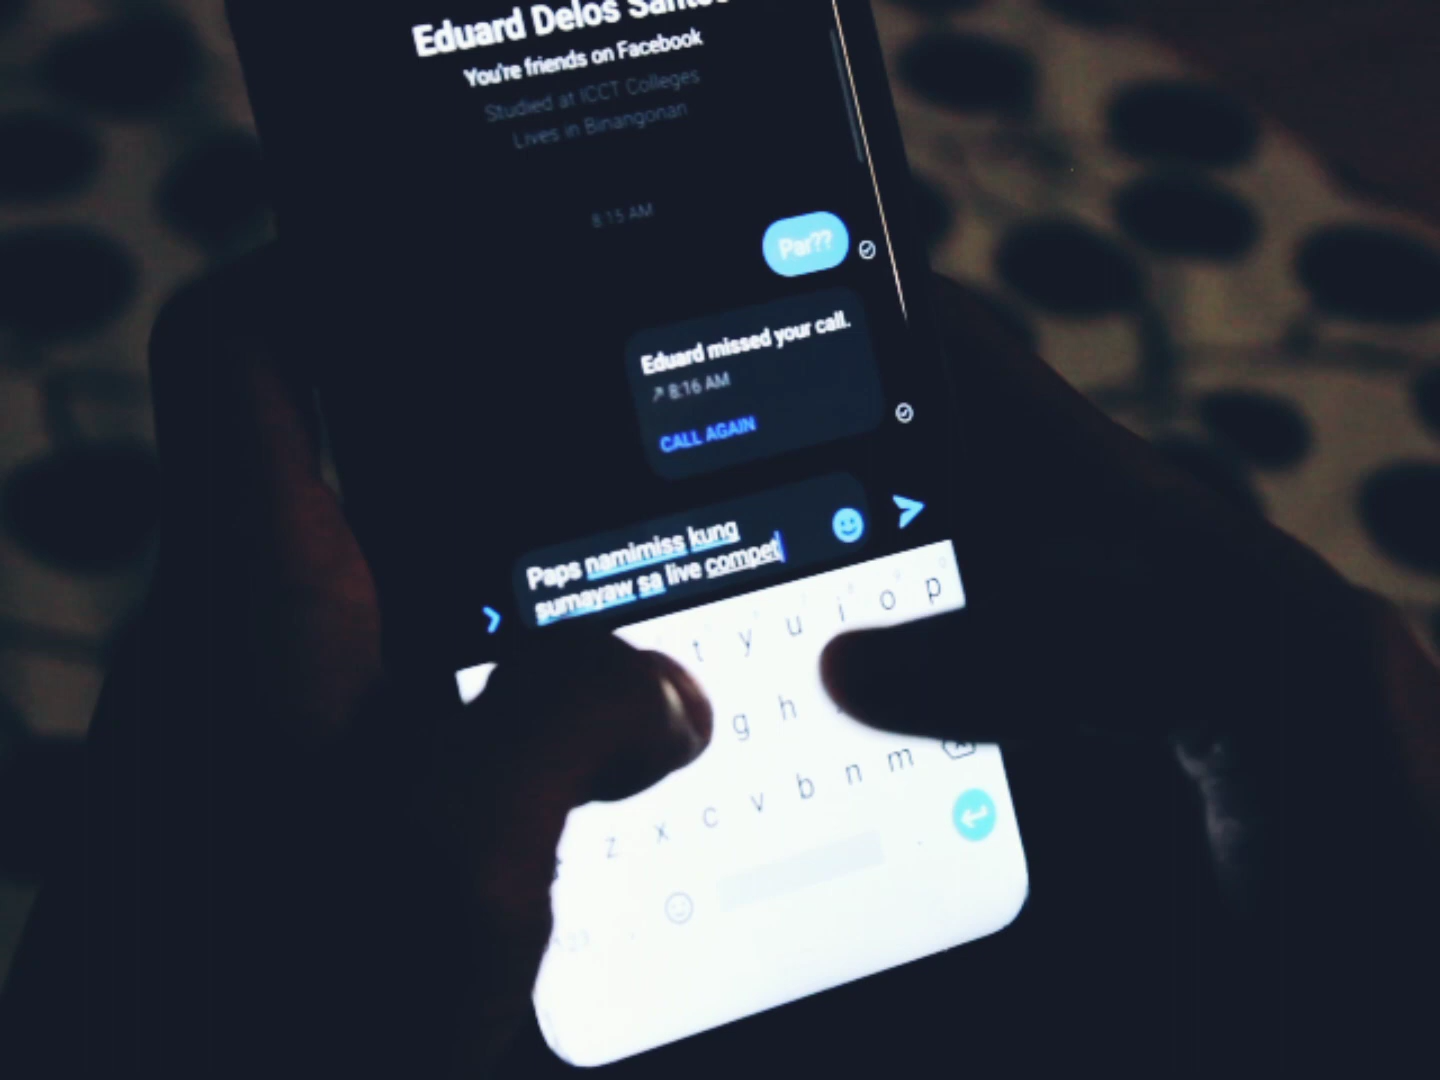 Eduard Delos Santos
You're friends on Facebook
Studied at ICCT Colleges
Lives in Binangonan
8:15 AM
Par??
Eduard missed your call.
8:16 AM
CALL AGAIN
Paps namimiss kung
sumayaw sa live compet
t y u i o p
g h
z x c v b n m